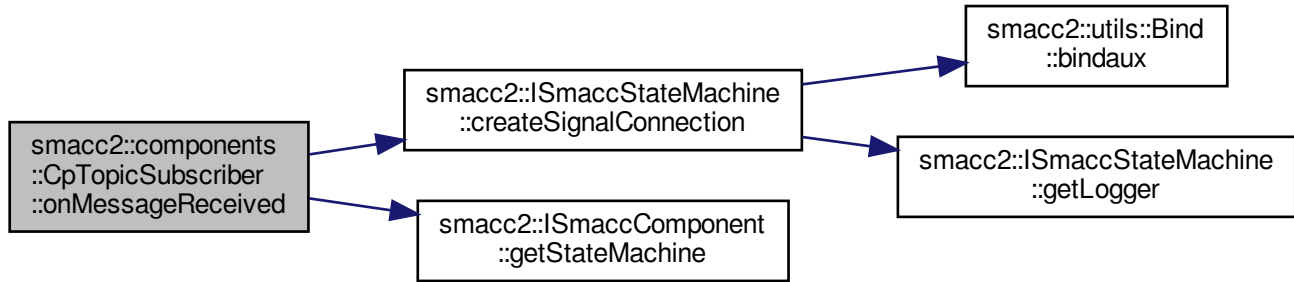 smacc2::components
::CpTopicSubscriber
::onMessageReceived
smacc2::ISmaccStateMachine
::createSignalConnection
smacc2::utils::Bind
::bindaux
smacc2::ISmaccStateMachine
::getLogger
smacc2::ISmaccComponent
::getStateMachine